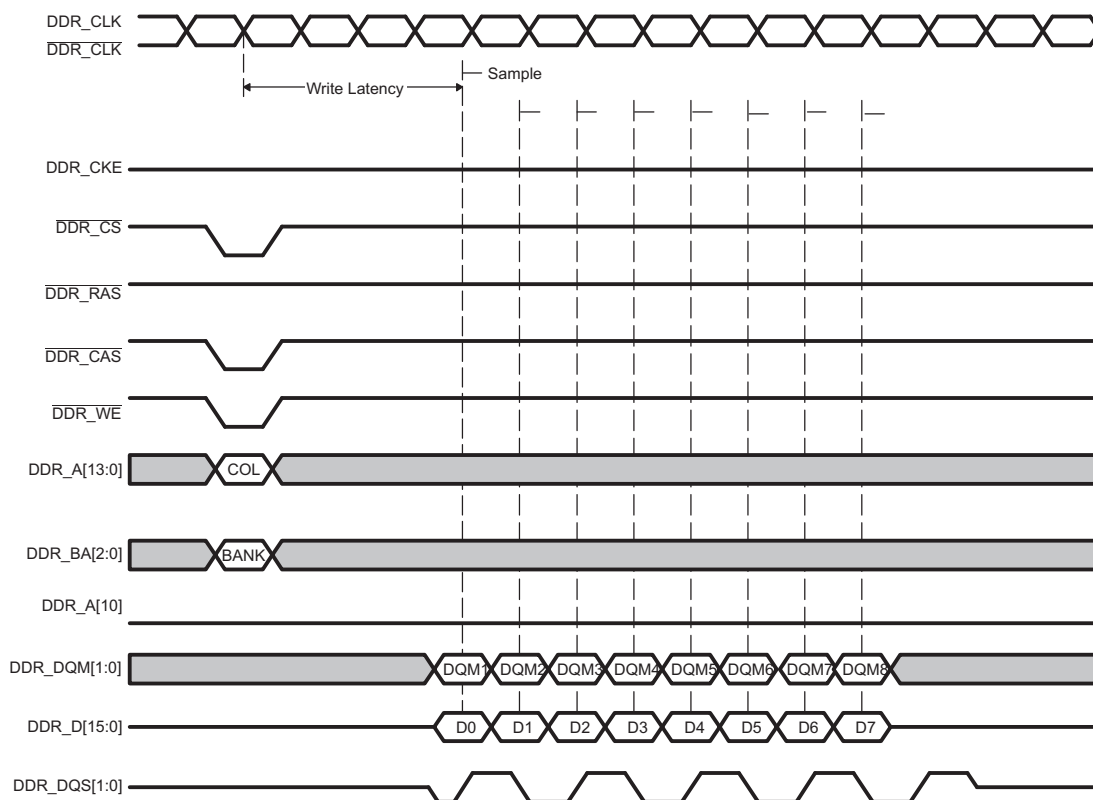 DDR_CLK
DDR_CLK
Sample
Write Latency
DDR_CKE
DDR_CS
DDR_RAS
DDR_CAS
DDR_WE
DDR_A[13:0] COL
DDR_BA[2:0] BANK
DDR_A[10]
DDR_DQM[1:0] DQM1 DQM2 DQM3 DQM4 DQM5 DQM6 DQM7 DQM8
DDR_D[15:0] D0 D1 D2 D3 D4 D5 D6 D7
DDR_DQS[1:0]